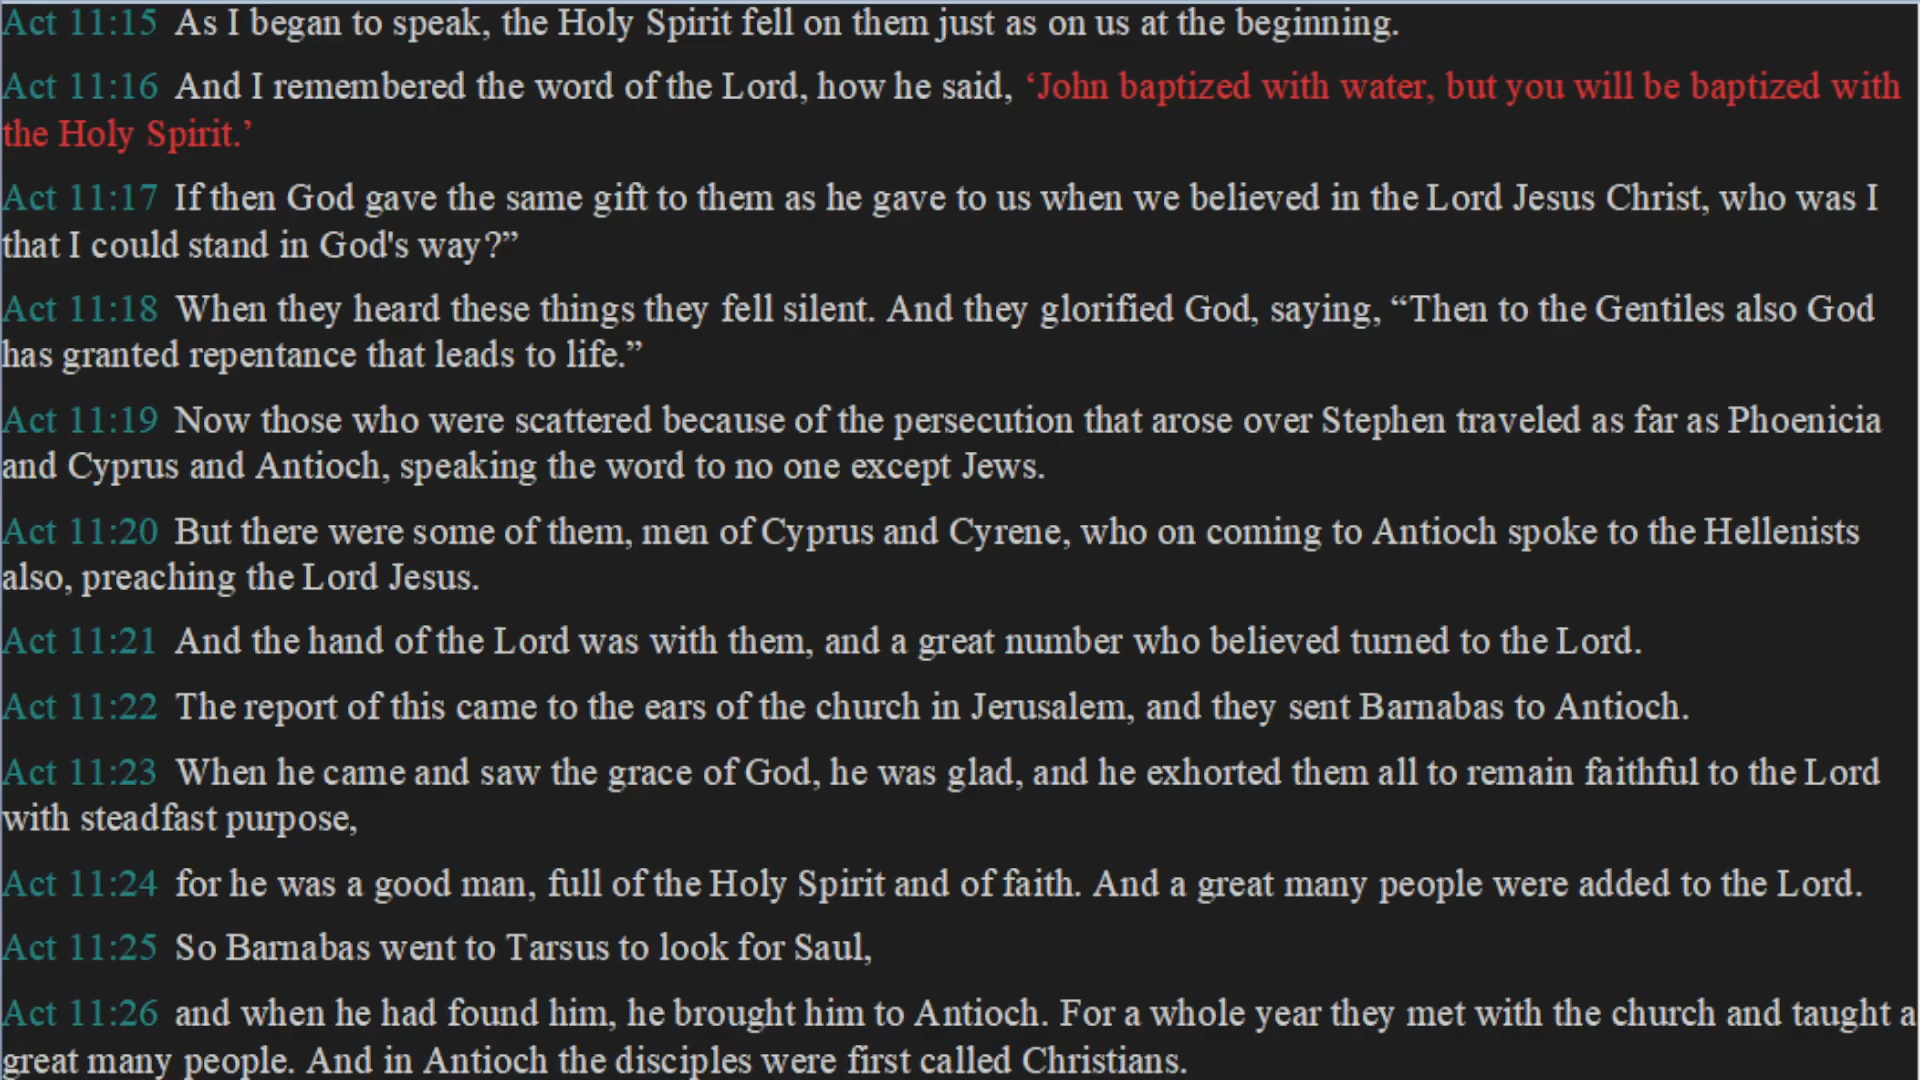 Act 11:15 As I began to speak, the Holy Spirit fell on them just as on us at the beginning.
Act 11:16 And I remembered the word of the Lord, how he said, ‘John baptized with water, but you will be baptized with
the Holy Spirit.’
Act 11:17 If then God gave the same gift to them as he gave to us when we believed in the Lord Jesus Christ, who was I
that I could stand in God's way?”
Act 11:18 When they heard these things they fell silent. And they glorified God, saying, “Then to the Gentiles also God
has granted repentance that leads to life.”
Act 11:19 Now those who were scattered because of the persecution that arose over Stephen traveled as far as Phoenicia
and Cyprus and Antioch, speaking the word to no one except Jews.
Act 11:20 But there were some of them, men of Cyprus and Cyrene, who on coming to Antioch spoke to the Hellenists
also, preaching the Lord Jesus.
Act 11:21 And the hand of the Lord was with them, and a great number who believed turned to the Lord.
Act 11:22 The report of this came to the ears of the church in Jerusalem, and they sent Barnabas to Antioch.
Act 11:23 When he came and saw the grace of God, he was glad, and he exhorted them all to remain faithful to the Lord
with steadfast purpose,
Act 11:24 for he was a good man, full of the Holy Spirit and of faith. And a great many people were added to the Lord.
Act 11:25 So Barnabas went to Tarsus to look for Saul,
Act 11:26 and when he had found him, he brought him to Antioch. For a whole year they met with the church and taught a
great many people. And in Antioch the disciples were first called Christians.